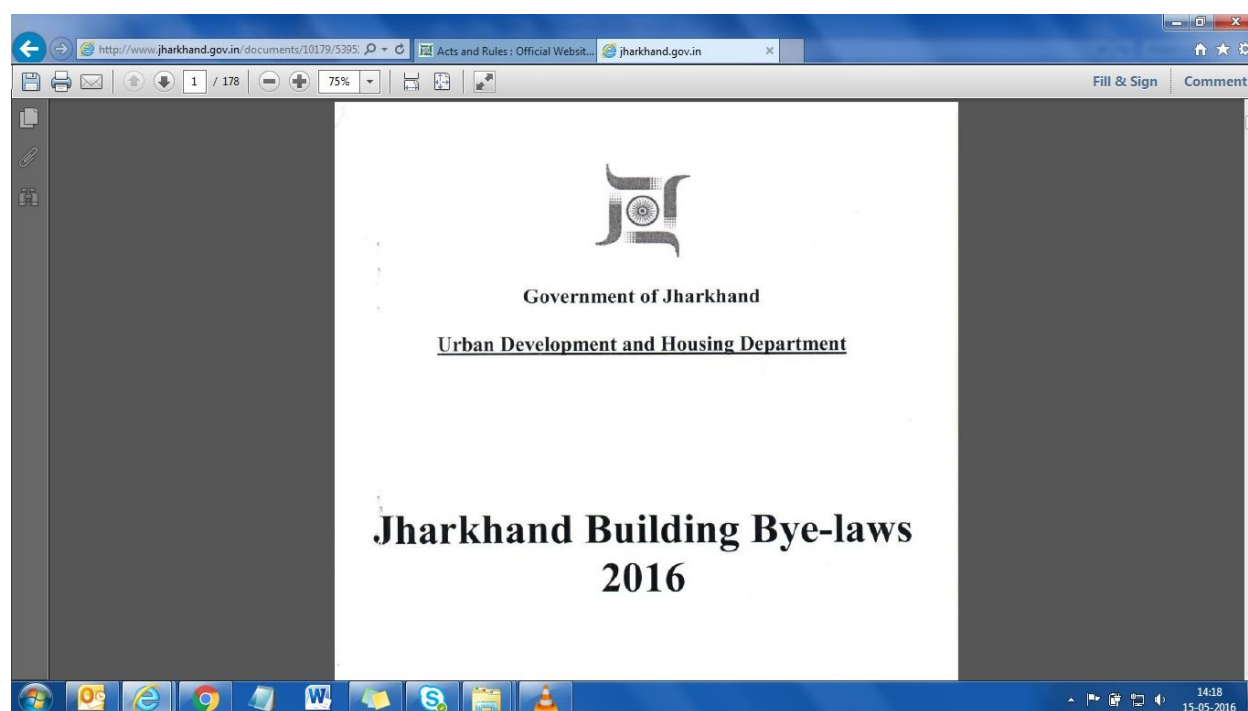 http://www.jharkhand.gov.in/documents/10179/5395
Acts and Rules : Official Websit...
jharkhand.gov.in
1 / 178
75%
Fill & Sign
Comment
Government of Jharkhand
Urban Development and Housing Department
Jharkhand Building Bye-laws
2016
14:18
15-05-2016